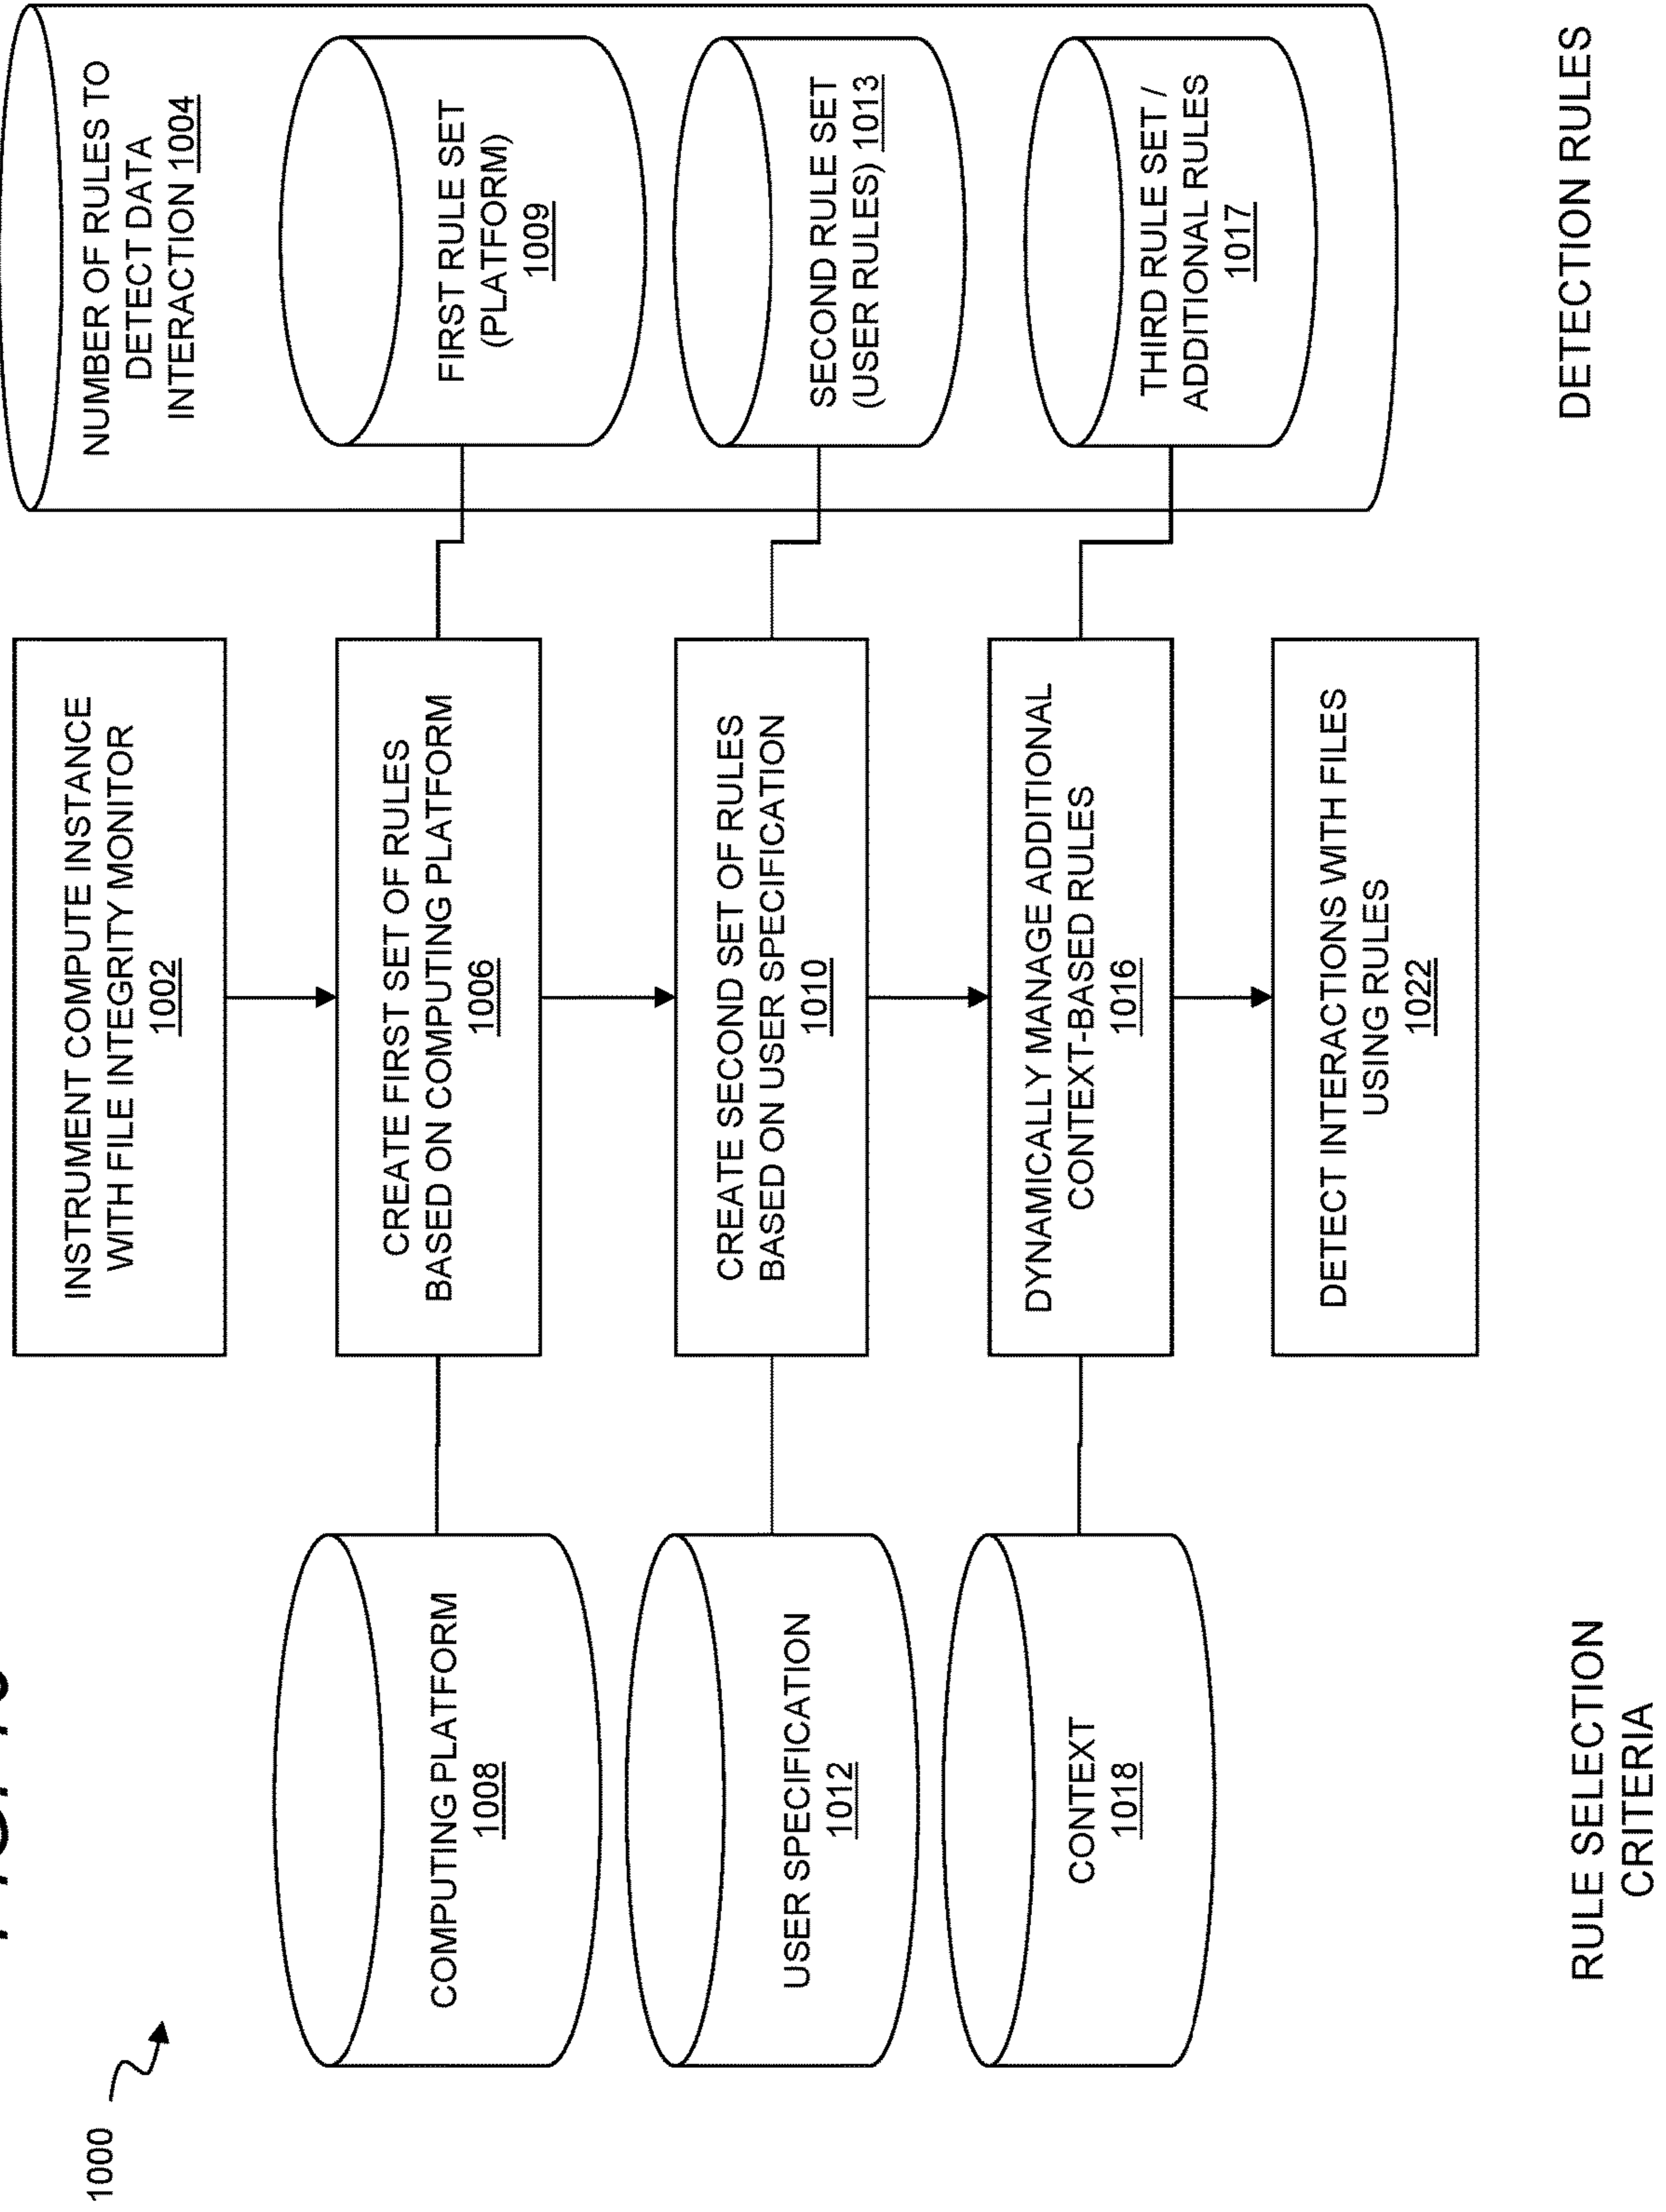 1000
COMPUTING PLATFORM
1008
USER SPECIFICATION
1012
CONTEXT
1018
RULE SELECTION
CRITERIA
INSTRUMENT COMPUTE INSTANCE
WITH FILE INTEGRITY MONITOR
1002
CREATE FIRST SET OF RULES
BASED ON COMPUTING PLATFORM
1006
CREATE SECOND SET OF RULES
BASED ON USER SPECIFICATION
1010
DYNAMICALLY MANAGE ADDITIONAL
CONTEXT-BASED RULES
1016
DETECT INTERACTIONS WITH FILES
USING RULES
1022
NUMBER OF RULES TO
DETECT DATA
INTERACTION 1004
FIRST RULE SET
(PLATFORM)
1009
SECOND RULE SET
(USER RULES) 1013
THIRD RULE SET /
ADDITIONAL RULES
1017
DETECTION RULES